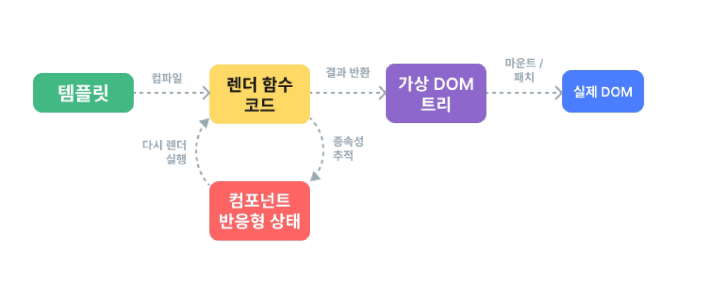 템플릿
컴파일
렌더 함수
코드
결과 반환
가상 DOM
트리
마운트 /
패치
실제 DOM
다시 렌더
실행
종속성
추적
컴포넌트
반응형 상태